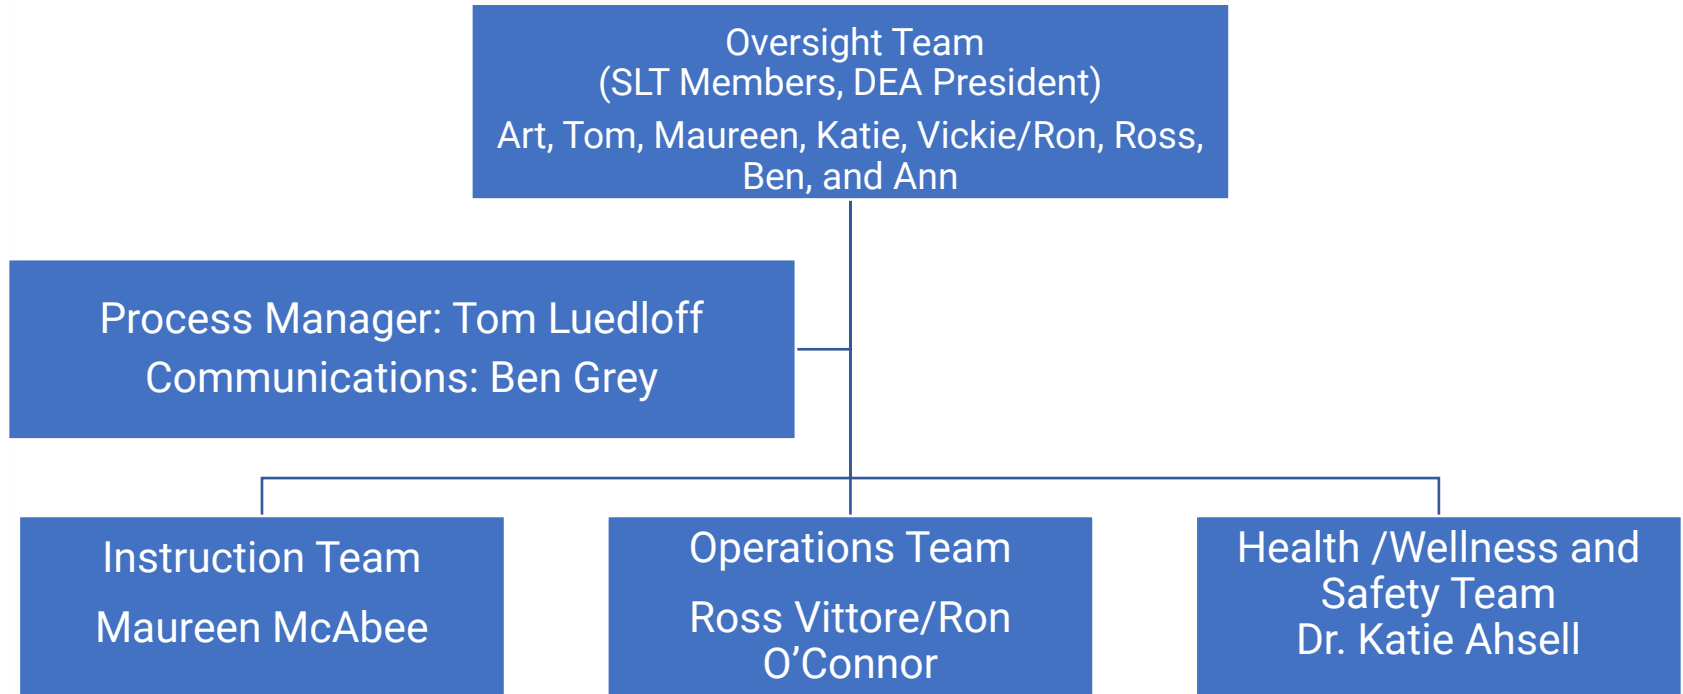 Oversight Team
(SLT Members, DEA President)
Art, Tom, Maureen, Katie, Vickie/Ron, Ross,
Ben, and Ann
Process Manager: Tom Luedloff
Communications: Ben Grey
Instruction Team
Maureen McAbee
Operations Team
Ross Vittore/Ron
O’Connor
Health /Wellness and
Safety Team
Dr. Katie Ahsell